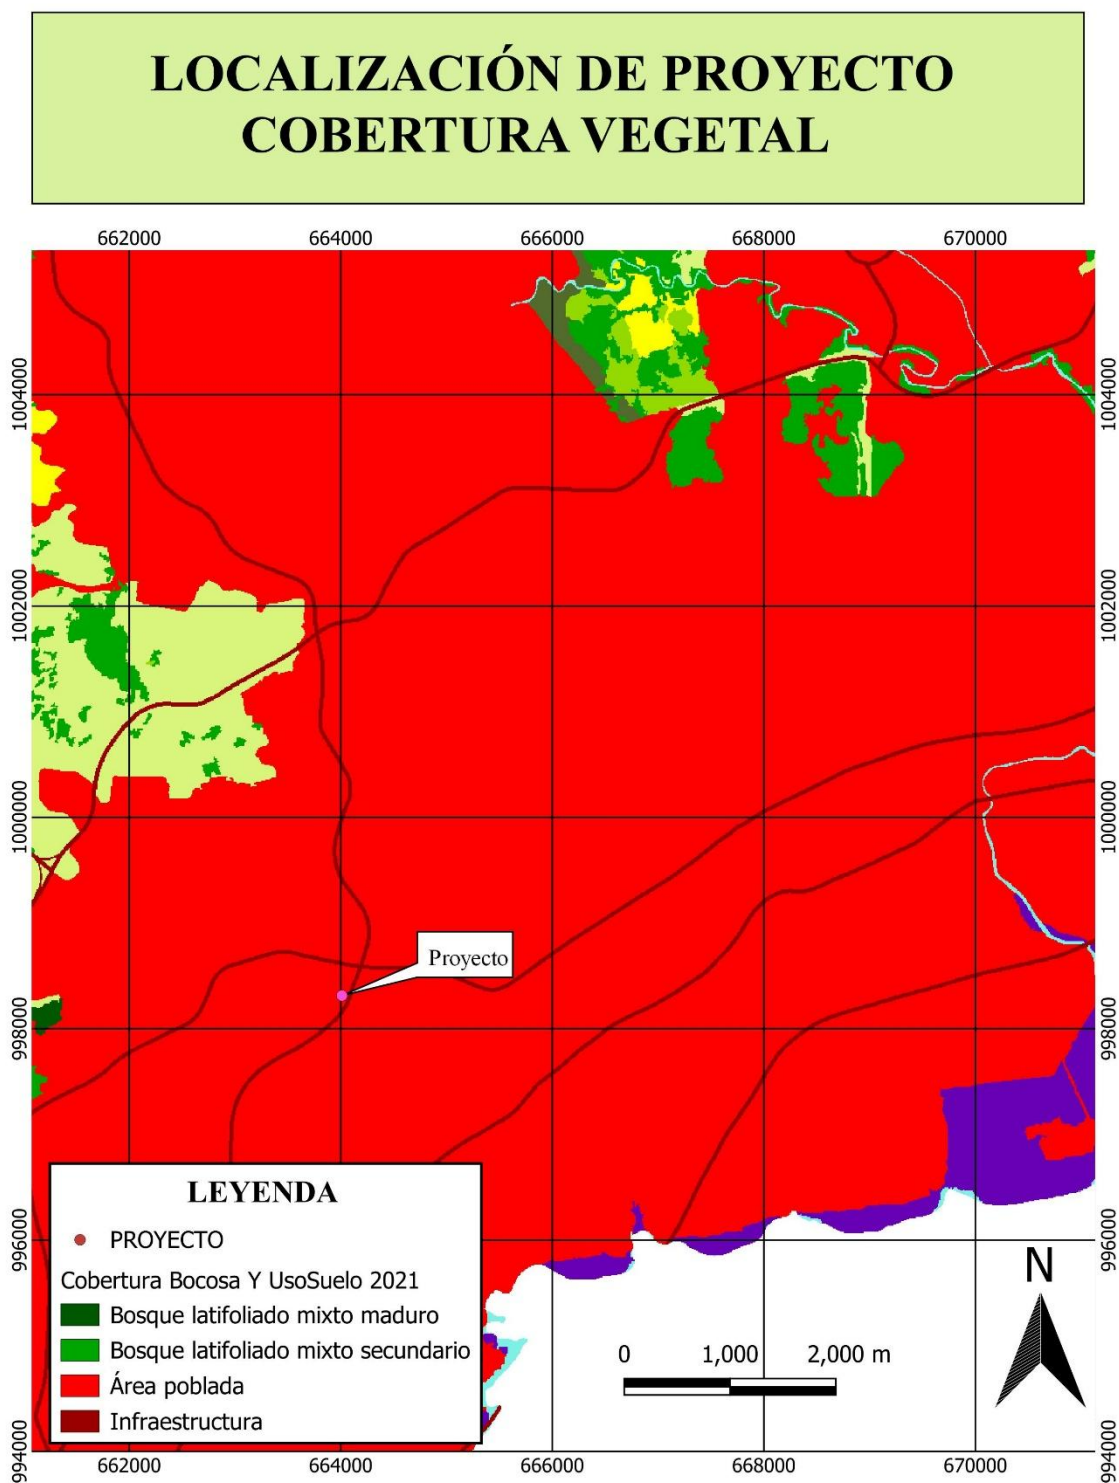 LOCALIZACIÓN DE PROYECTO
COBERTURA VEGETAL
662000 664000 666000 668000 670000
1004000 1004000
1002000 1002000
1000000 1000000
Proyecto
998000 998000
996000 996000
994000 994000
LEYENDA
PROYECTO
Cobertura Bocosa Y UsoSuelo 2021
Bosque latifoliado mixto maduro
Bosque latifoliado mixto secundario
Área poblada
Infraestructura
0 1,000 2,000 m
N
662000 664000 666000 668000 670000